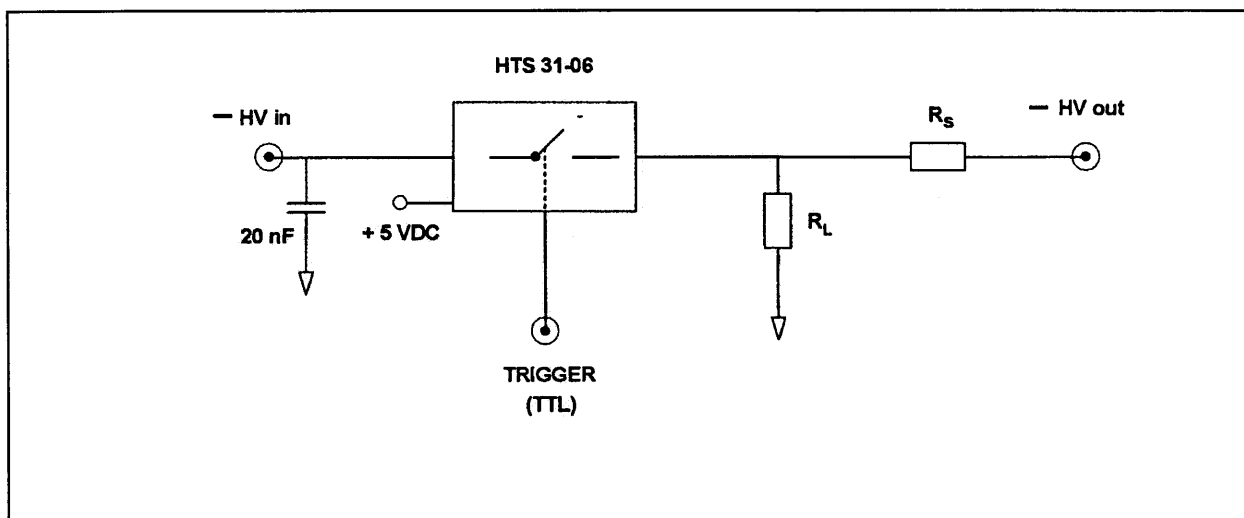 HTS 31-06
— HV in
20 nF
+ 5 VDC
TRIGGER
(TTL)
R_L
R_S
— HV out